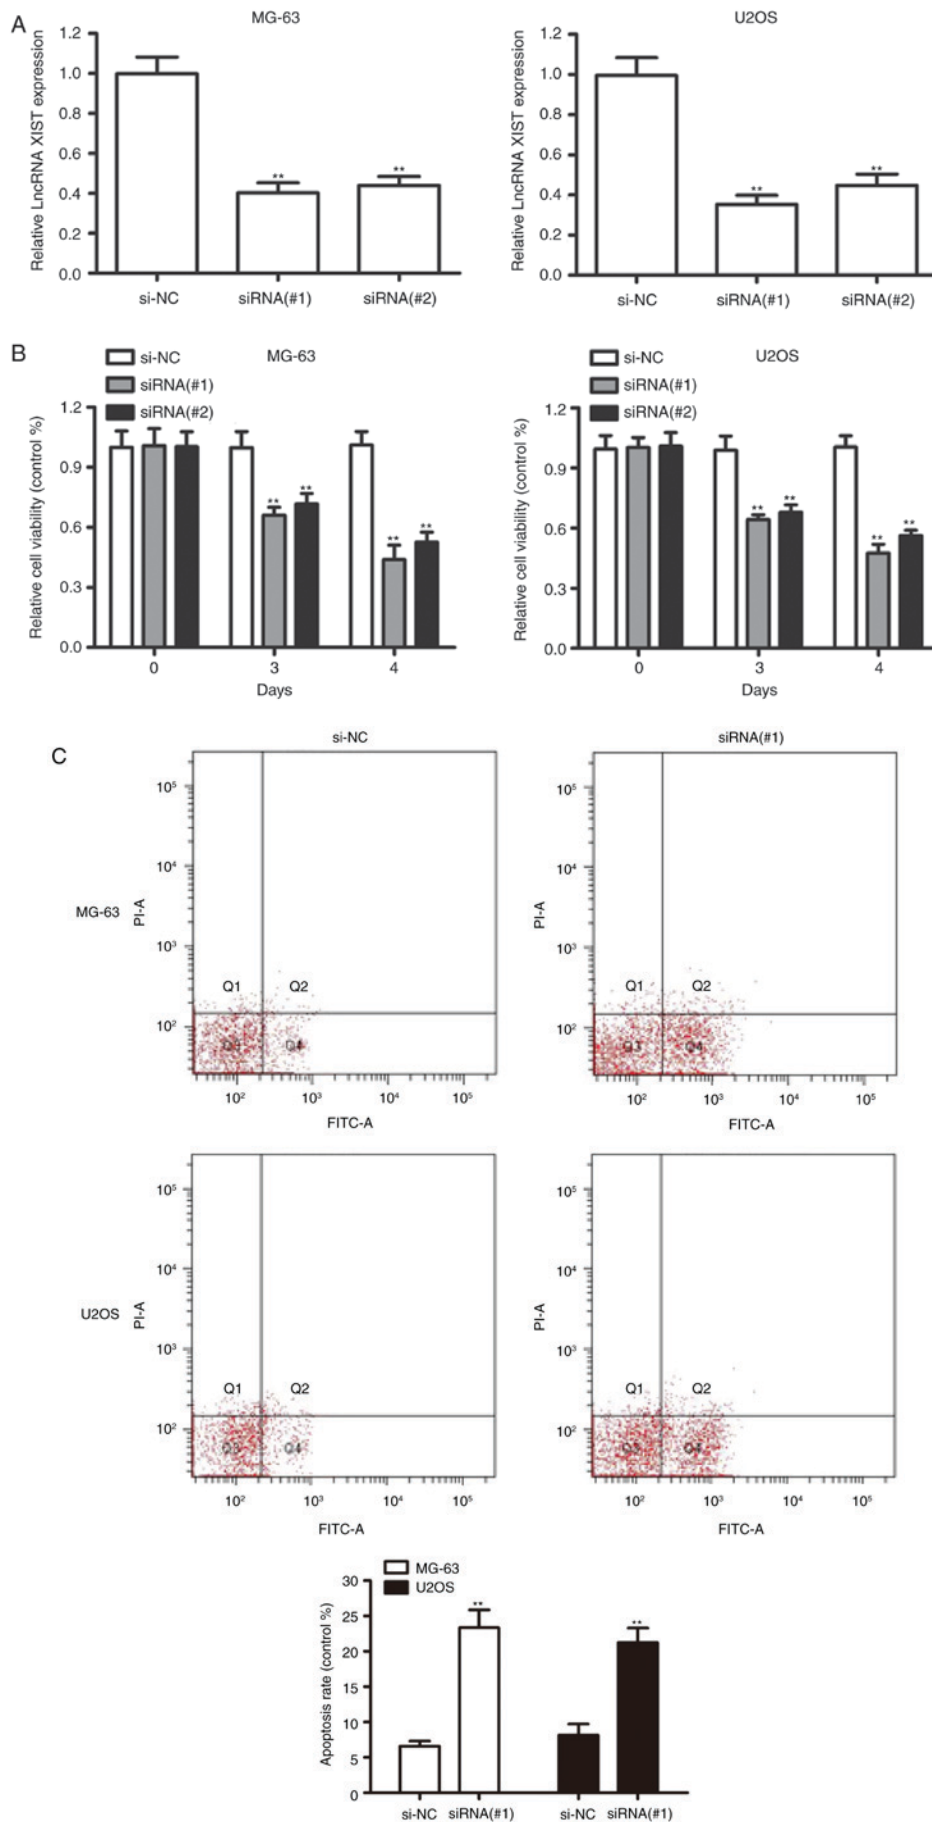 A
MG-63
U2OS
Relative LncRNA XIST expression
1.2
1.0
0.8
0.6
0.4
0.2
0.0
**
**
si-NC
siRNA(#1)
siRNA(#2)
Relative LncRNA XIST expression
1.2
1.0
0.8
0.6
0.4
0.2
0.0
**
**
si-NC
siRNA(#1)
siRNA(#2)
B
MG-63
si-NC
siRNA(#1)
siRNA(#2)
Relative cell viability (control %)
1.2
0.9
0.6
0.3
0.0
**
**
**
**
0
3
4
Days
U2OS
si-NC
siRNA(#1)
siRNA(#2)
Relative cell viability (control %)
1.2
0.9
0.6
0.3
0.0
**
**
**
**
0
3
4
Days
C
si-NC
siRNA(#1)
MG-63
PI-A
10⁵
10⁴
10³
10²
Q1
Q2
Q3
Q4
10²
10³
10⁴
10⁵
FITC-A
PI-A
10⁵
10⁴
10³
10²
Q1
Q2
Q3
Q4
10²
10³
10⁴
10⁵
FITC-A
U2OS
PI-A
10⁵
10⁴
10³
10²
Q1
Q2
Q3
Q4
10²
10³
10⁴
10⁵
FITC-A
PI-A
10⁵
10⁴
10³
10²
Q1
Q2
Q3
Q4
10²
10³
10⁴
10⁵
FITC-A
MG-63
U2OS
Apoptosis rate (control %)
30
25
20
15
10
5
0
**
**
si-NC
siRNA(#1)
si-NC
siRNA(#1)